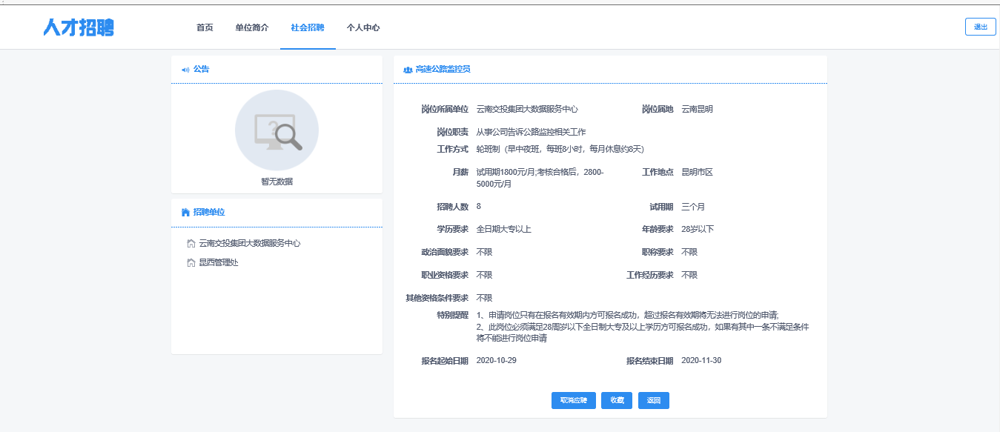 人才招聘
首页 单位简介 社会招聘 个人中心
退出
公告
暂无数据
招聘单位
云南交投集团大数据服务中心
昆西管理处
高速公路监控员
岗位所属单位 云南交投集团大数据服务中心 岗位属地 云南昆明
岗位职责 从事公司告诉公路监控相关工作
工作方式 轮班制（早中夜班，每班8小时，每月休息约8天）
月薪 试用期1800元/月;考核合格后，2800-
5000元/月
工作地点 昆明市区
招聘人数 8 试用期 三个月
学历要求 全日期大专以上 年龄要求 28岁以下
政治面貌要求 不限 职称要求 不限
职业资格要求 不限 工作经历要求 不限
其他资格条件要求 不限
特别提醒 1、申请岗位只有在报名有效期内方可报名成功，超过报名有效期将无法进行岗位的申请;
2、此岗位必须满足28周岁以下全日制大专及以上学历方可报名成功，如果有其中一条不满足条件
将不能进行岗位申请
报名起始日期 2020-10-29 报名结束日期 2020-11-30
取消应聘 收藏 返回